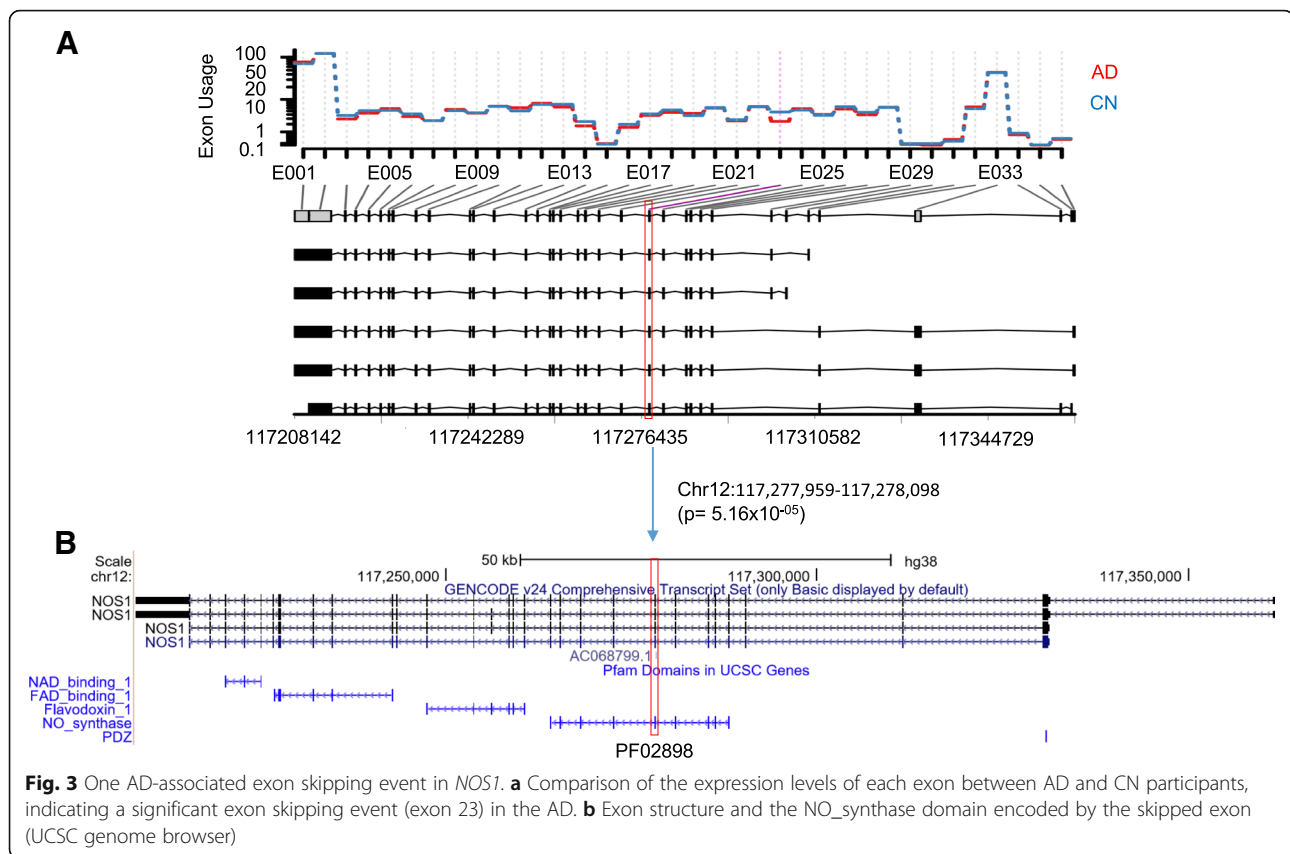 A
Exon Usage
100
50
20
10
1
0.1
AD
CN
E001 E005 E009 E013 E017 E021 E025 E029 E033
117208142 117242289 117276435 117310582 117344729
Chr12:117,277,959-117,278,098
(p= 5.16x10-05)
B
Scale 50 kb hg38
chr12: 117,250,000 117,300,000 117,350,000
GENCODE v24 Comprehensive Transcript Set (only Basic displayed by default)
NOS1
NOS1
NOS1
NOS1
AC068799.1
Pfam Domains in UCSC Genes
NAD_binding_1
FAD_binding_1
Flavodoxin_1
NO_synthase
PDZ
PF02898
Fig. 3 One AD-associated exon skipping event in NOS1. a Comparison of the expression levels of each exon between AD and CN participants,
indicating a significant exon skipping event (exon 23) in the AD. b Exon structure and the NO_synthase domain encoded by the skipped exon
(UCSC genome browser)